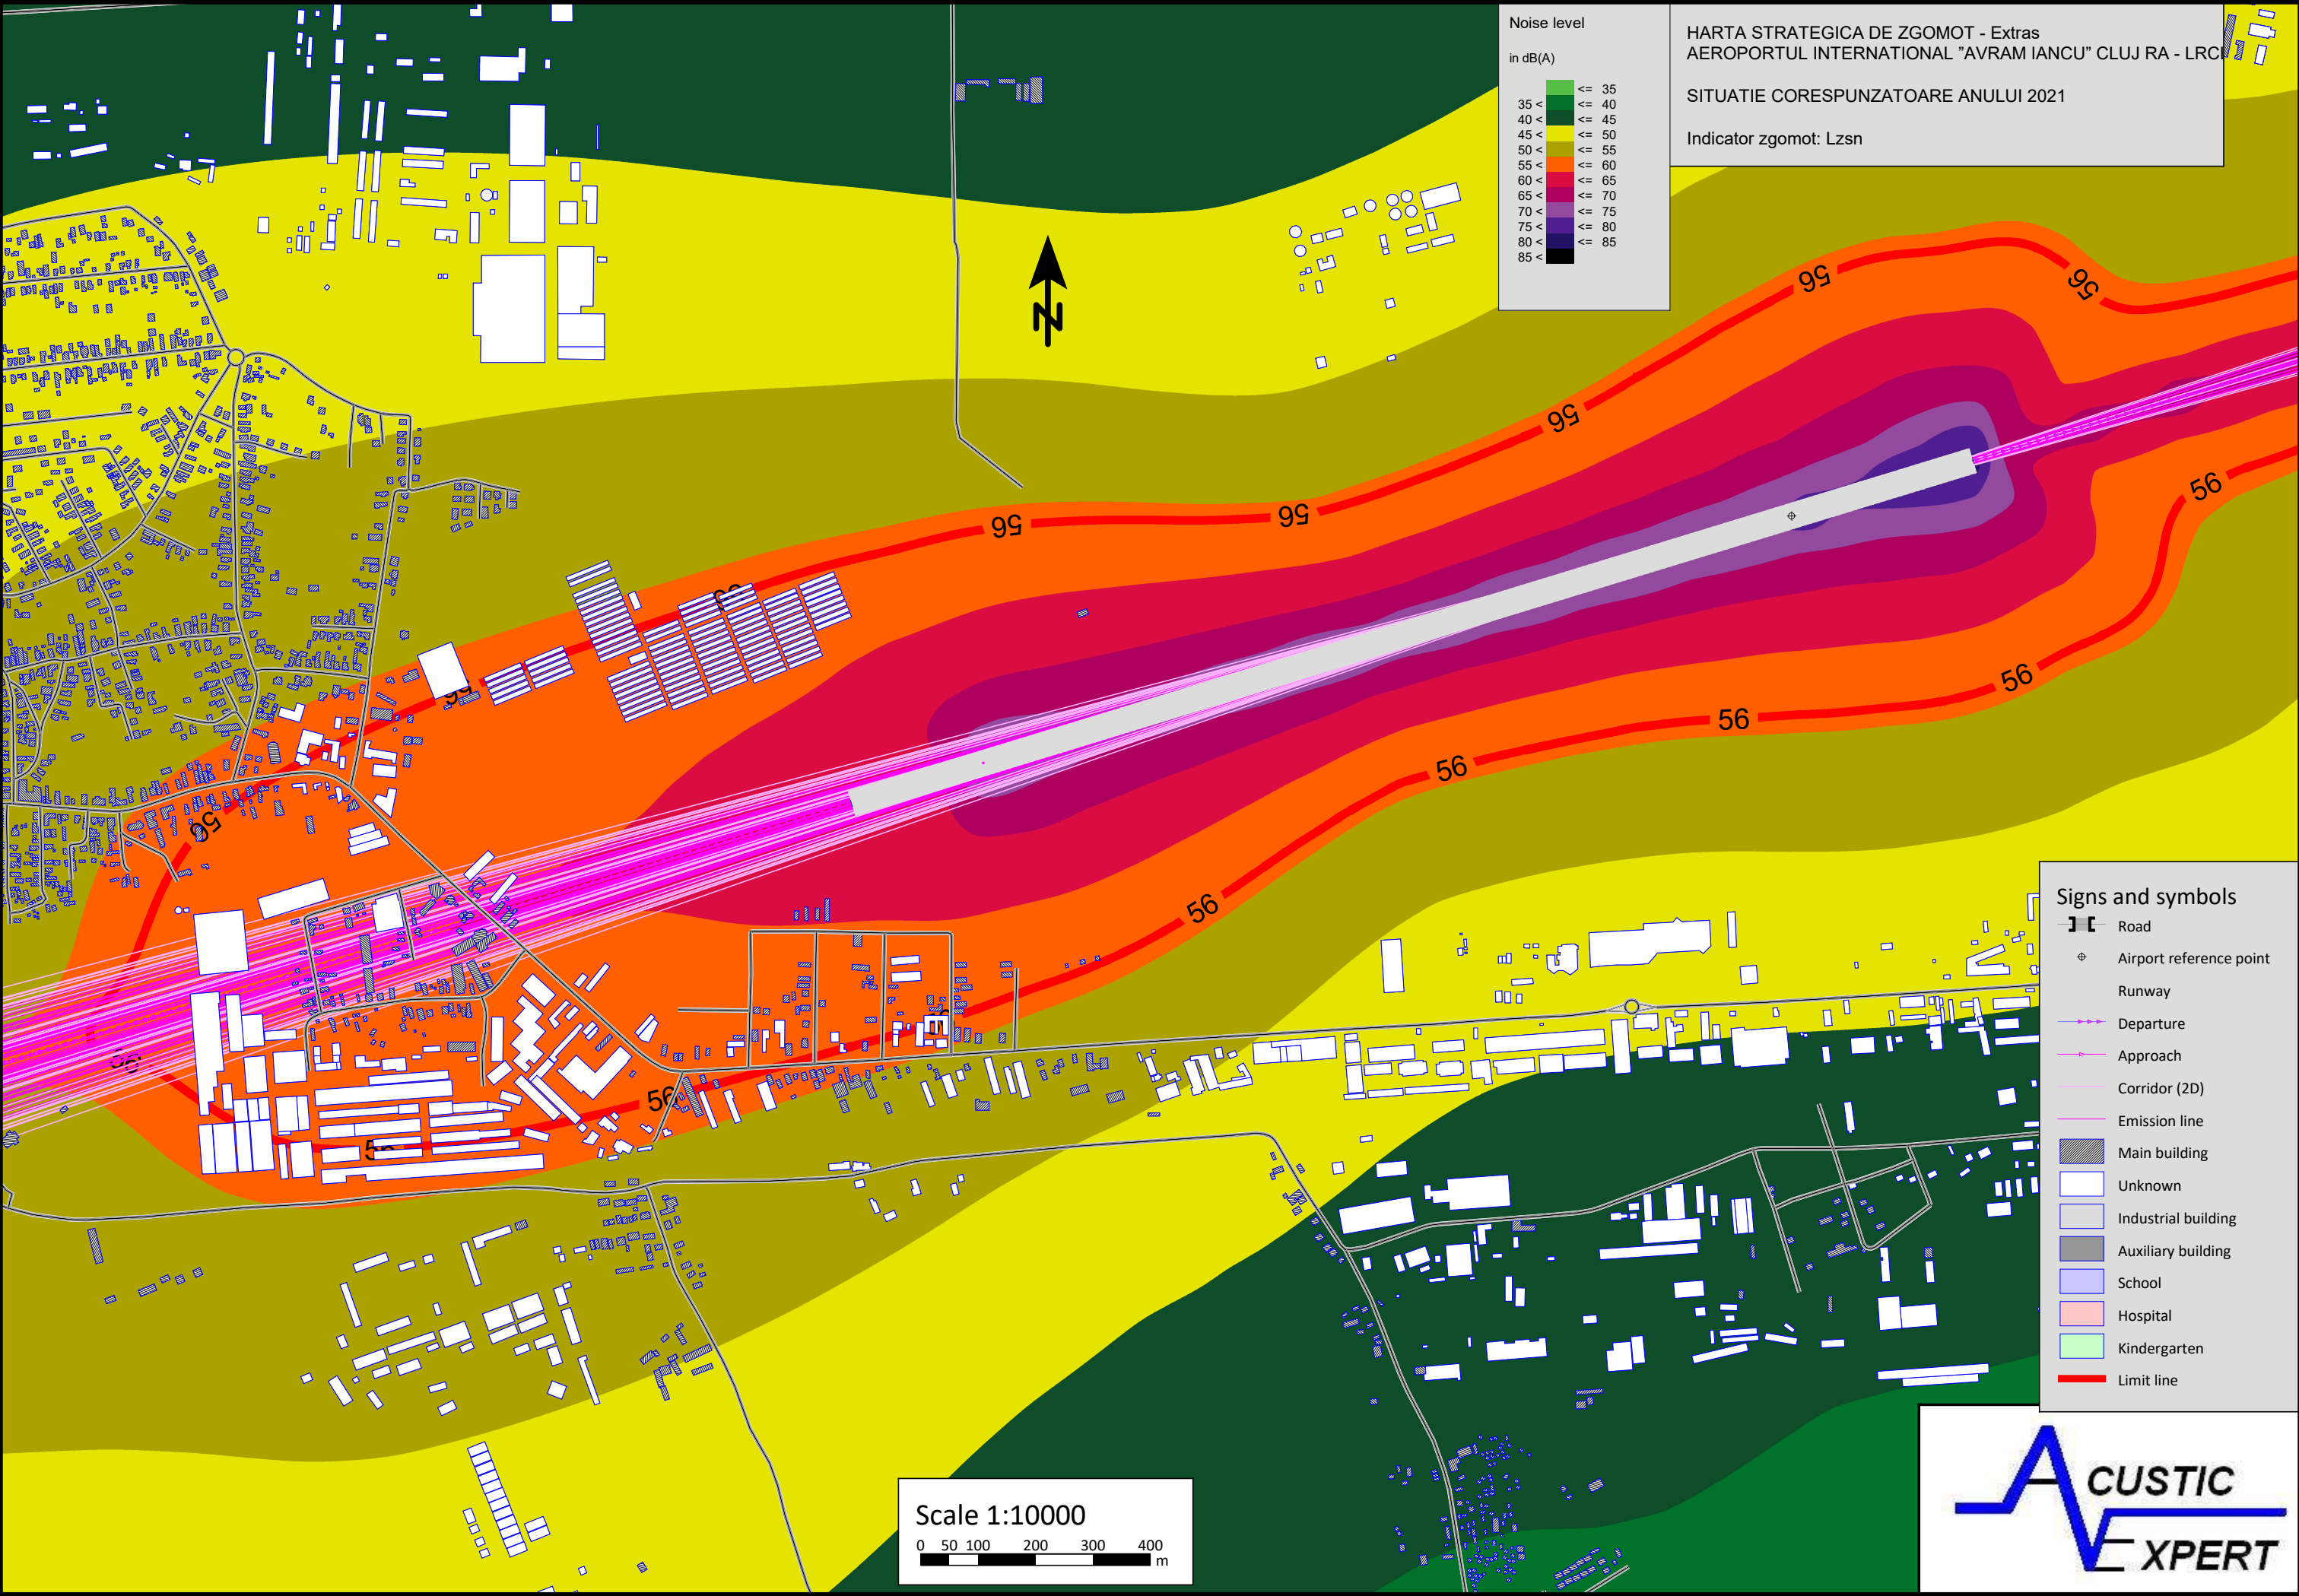 Noise level
in dB(A)
<= 35
35 < <= 40
40 < <= 45
45 < <= 50
50 < <= 55
55 < <= 60
60 < <= 65
65 < <= 70
70 < <= 75
75 < <= 80
80 < <= 85
85 <
HARTA STRATEGICA DE ZGOMOT - Extras
AEROPORTUL INTERNATIONAL "AVRAM IANCU" CLUJ RA - LRCL
SITUATIE CORESPUNZATOARE ANULUI 2021
Indicator zgomot: Lzsn
N
56
56
56
56
56
56
56
56
56
56
56
56
Signs and symbols
Road
Airport reference point
Runway
Departure
Approach
Corridor (2D)
Emission line
Main building
Unknown
Industrial building
Auxiliary building
School
Hospital
Kindergarten
Limit line
Scale 1:10000
0 50 100 200 300 400
m
ACUSTIC
EXPERT